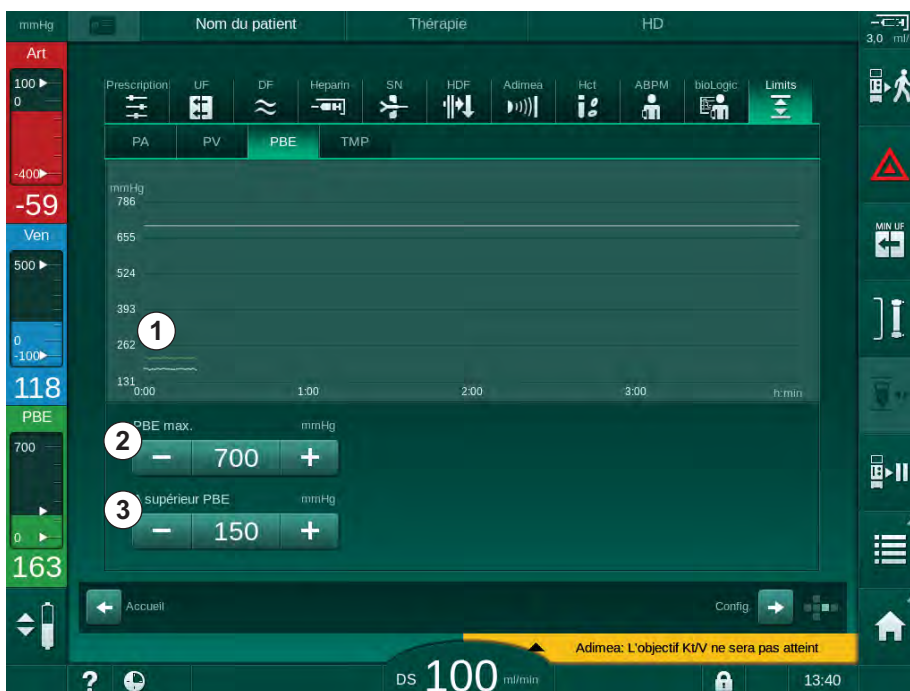 mmHg
Nom du patient
Thérapie
HD
3,0 ml/
Art
100
0
-400
-59
Ven
500
0
-100
118
PBE
700
0
163
Prescription
UF
DF
Heparin
SN
HDF
Adimea
Hct
ABPM
bioLogic
Limits
PA
PV
PBE
TMP
mmHg
786
655
524
393
262
131
1
0:00
1:00
2:00
3:00
h:min
PBE max.
mmHg
2
− 700 +
supérieur PBE
mmHg
3
− 150 +
MIN UF
Accueil
Config
Adimea: L'objectif Kt/V ne sera pas atteint
?
DS 100 ml/min
13:40